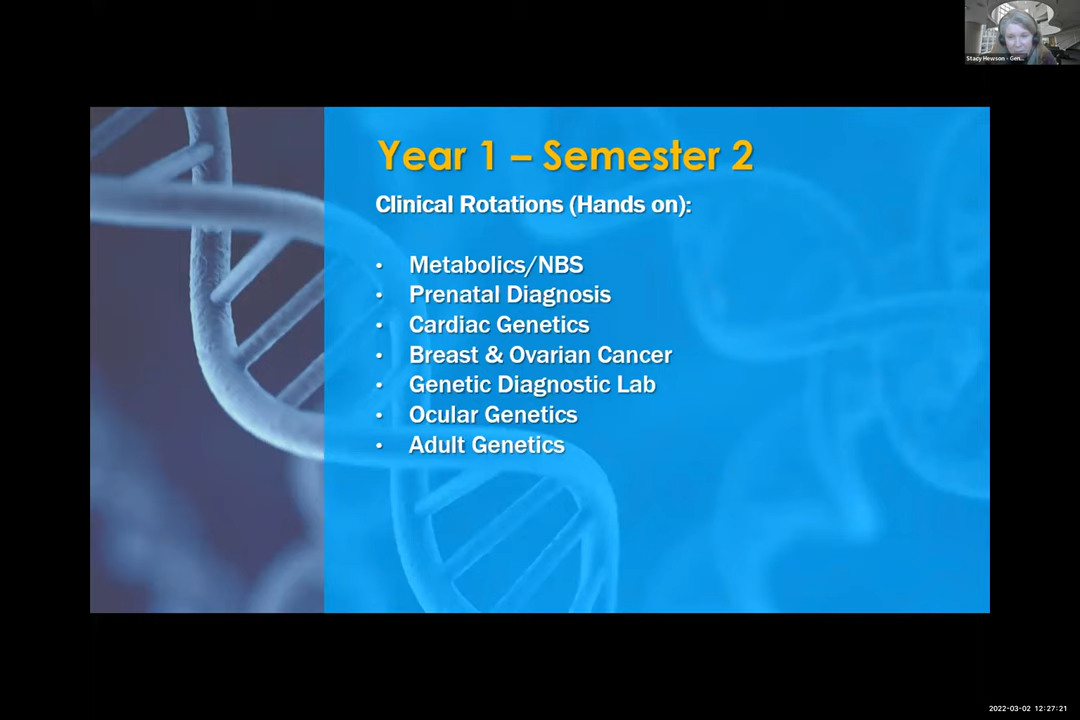 Stacy Hewson - Gen...
Year 1 – Semester 2
Clinical Rotations (Hands on):
• Metabolics/NBS
• Prenatal Diagnosis
• Cardiac Genetics
• Breast & Ovarian Cancer
• Genetic Diagnostic Lab
• Ocular Genetics
• Adult Genetics
2022-03-02 12:27:21